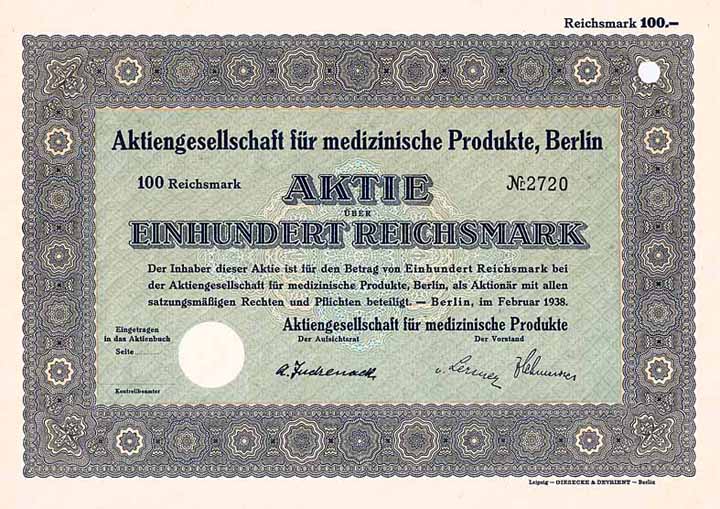 Reichsmark 100.—
Aktiengesellschaft für medizinische Produkte, Berlin
100 Reichsmark
AKTIE
№ 2720
ÜBER
EINHUNDERT REICHSMARK
Der Inhaber dieser Aktie ist für den Betrag von Einhundert Reichsmark bei
der Aktiengesellschaft für medizinische Produkte, Berlin, als Aktionär mit allen
satzungsmäßigen Rechten und Pflichten beteiligt. — Berlin, im Februar 1938.
Aktiengesellschaft für medizinische Produkte
Der Aufsichtsrat
Der Vorstand
Eingetragen
in das Aktienbuch
Seite
Kontrollbeamter
Leipzig — GIESECKE & DEVRIENT — Berlin